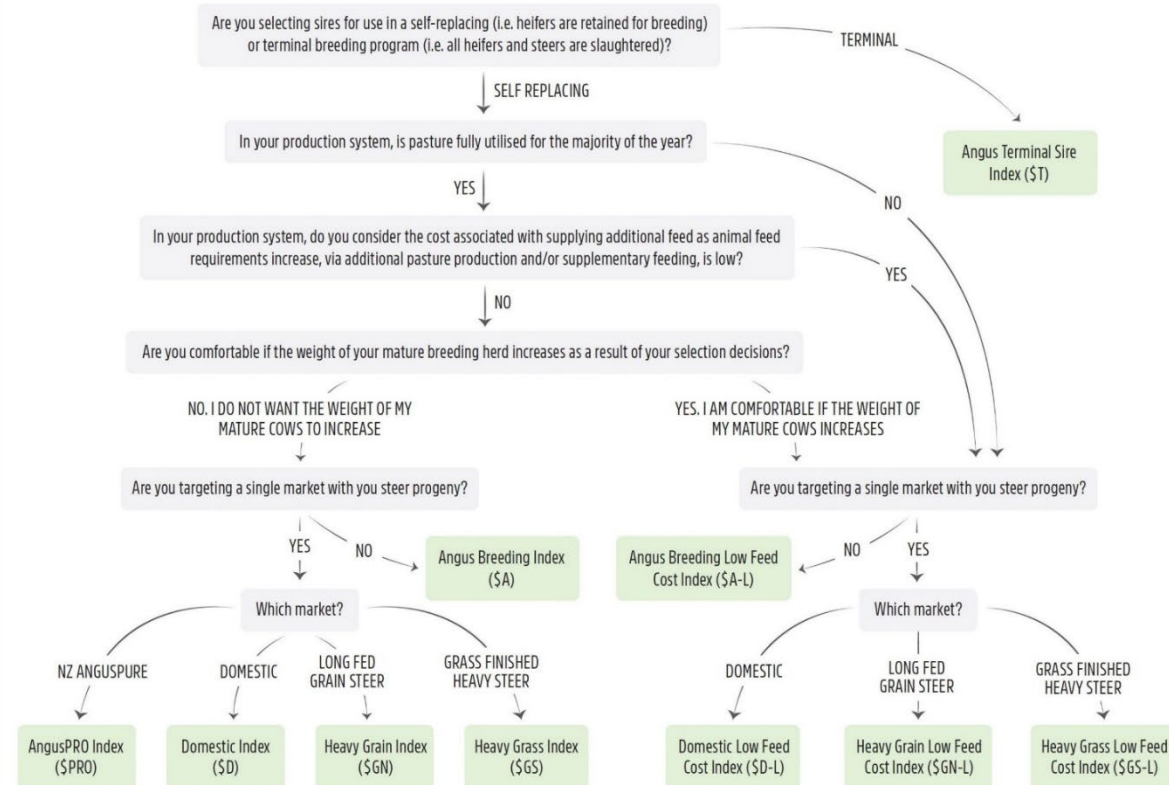 Are you selecting sires for use in a self-replacing (i.e. heifers are retained for breeding)
or terminal breeding program (i.e. all heifers and steers are slaughtered)?
TERMINAL
SELF REPLACING
In your production system, is pasture fully utilised for the majority of the year?
Angus Terminal Sire
Index ($T)
YES
NO
In your production system, do you consider the cost associated with supplying additional feed as animal feed
requirements increase, via additional pasture production and/or supplementary feeding, is low?
YES
NO
Are you comfortable if the weight of your mature breeding herd increases as a result of your selection decisions?
NO. I DO NOT WANT THE WEIGHT OF MY
MATURE COWS TO INCREASE
YES. I AM COMFORTABLE IF THE WEIGHT OF
MY MATURE COWS INCREASES
Are you targeting a single market with you steer progeny?
Are you targeting a single market with you steer progeny?
YES
NO
Angus Breeding Index
($A)
Angus Breeding Low Feed
Cost Index ($A-L)
NO
YES
Which market?
Which market?
NZ ANGUSPURE
DOMESTIC
LONG FED
GRAIN STEER
GRASS FINISHED
HEAVY STEER
DOMESTIC
LONG FED
GRAIN STEER
GRASS FINISHED
HEAVY STEER
AngusPRO Index
($PRO)
Domestic Index
($D)
Heavy Grain Index
($GN)
Heavy Grass Index
($GS)
Domestic Low Feed
Cost Index ($D-L)
Heavy Grain Low Feed
Cost Index ($GN-L)
Heavy Grass Low Feed
Cost Index ($GS-L)